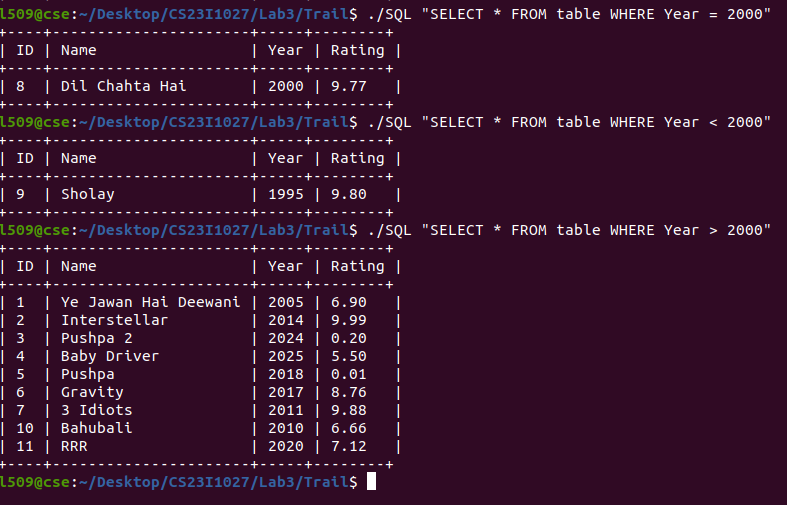 l509@cse:~/Desktop/CS23I1027/Lab3/Trail$ ./SQL "SELECT * FROM table WHERE Year = 2000"
+----+----------------------+-----+--------+
| ID | Name                 | Year | Rating |
+----+----------------------+-----+--------+
| 8  | Dil Chahta Hai       | 2000 | 9.77   |
+----+----------------------+-----+--------+
l509@cse:~/Desktop/CS23I1027/Lab3/Trail$ ./SQL "SELECT * FROM table WHERE Year < 2000"
+----+----------------------+-----+--------+
| ID | Name                 | Year | Rating |
+----+----------------------+-----+--------+
| 9  | Sholay               | 1995 | 9.80   |
+----+----------------------+-----+--------+
l509@cse:~/Desktop/CS23I1027/Lab3/Trail$ ./SQL "SELECT * FROM table WHERE Year > 2000"
+----+----------------------+-----+--------+
| ID | Name                 | Year | Rating |
+----+----------------------+-----+--------+
| 1  | Ye Jawan Hai Deewani | 2005 | 6.90   |
| 2  | Interstellar         | 2014 | 9.99   |
| 3  | Pushpa 2             | 2024 | 0.20   |
| 4  | Baby Driver          | 2025 | 5.50   |
| 5  | Pushpa               | 2018 | 0.01   |
| 6  | Gravity              | 2017 | 8.76   |
| 7  | 3 Idiots             | 2011 | 9.88   |
| 10 | Bahubali             | 2010 | 6.66   |
| 11 | RRR                  | 2020 | 7.12   |
+----+----------------------+-----+--------+
l509@cse:~/Desktop/CS23I1027/Lab3/Trail$